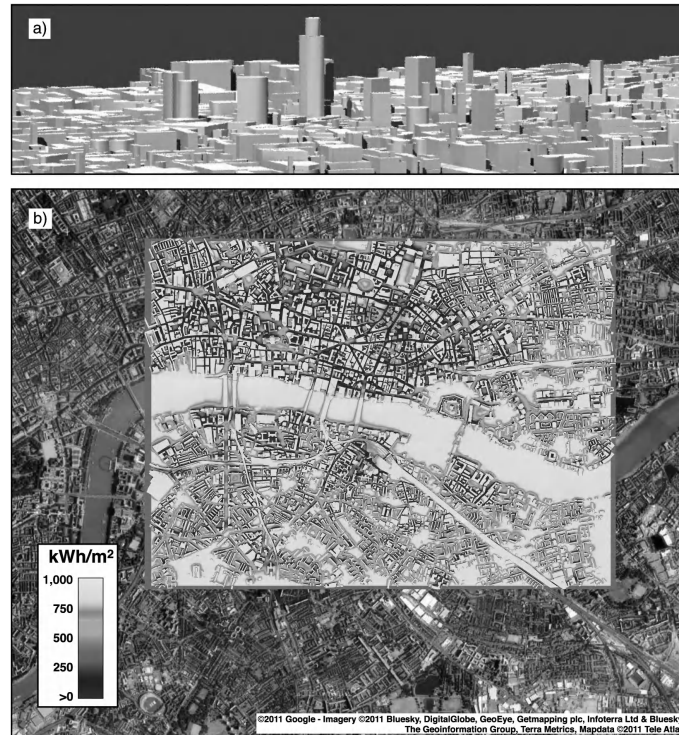 a)
b)
kWh/m²
1,000
750
500
250
>0
©2011 Google - Imagery ©2011 Bluesky, DigitalGlobe, GeoEye, Getmapping plc, Infoterra Ltd & Bluesky
The Geoinformation Group, Terra Metrics, Mapdata ©2011 Tele Atla